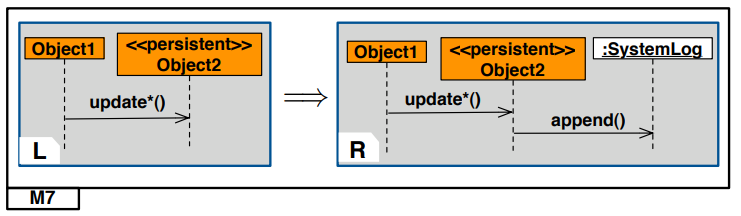 Object1
<<persistent>>
Object2
update*()
L
Object1
<<persistent>>
Object2
:SystemLog
update*()
append()
R
M7